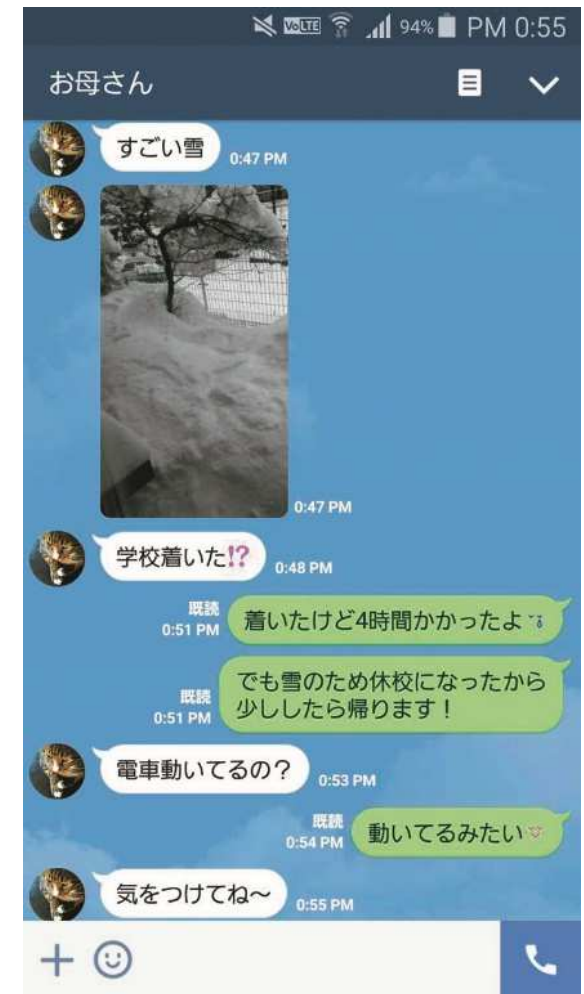 VoLTE 94% PM 0:55
お母さん
すごい雪 0:47 PM
0:47 PM
学校着いた⁉ 0:48 PM
既読
0:51 PM 着いたけど4時間かかったよ
でも雪のため休校になったから
既読
0:51 PM 少ししたら帰ります！
電車動いてるの？ 0:53 PM
既読
0:54 PM 動いてるみたい
気をつけてね〜 0:55 PM